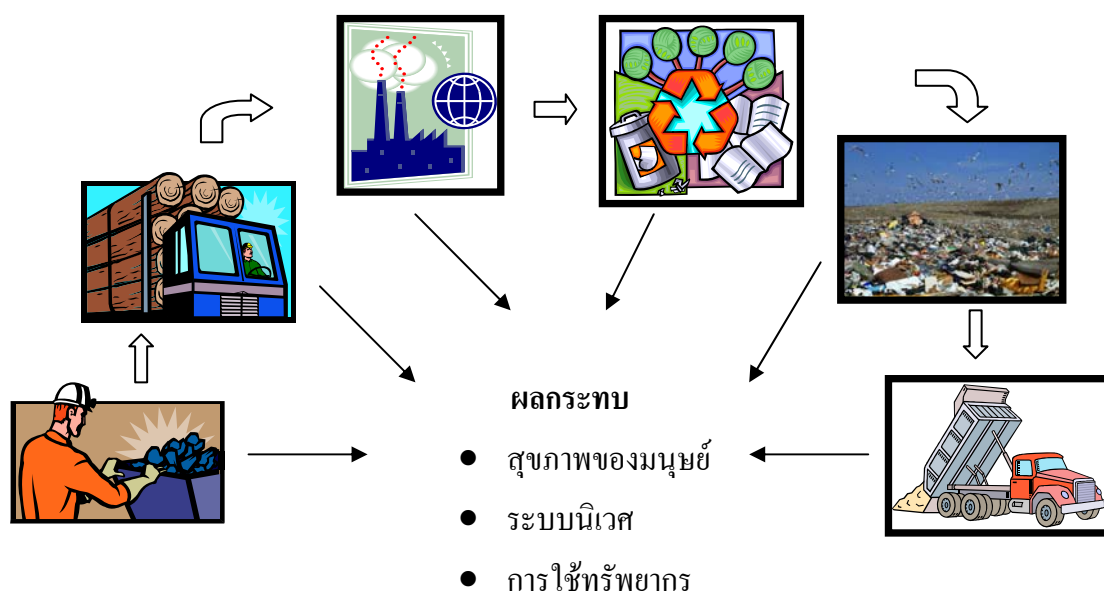 ผลกระทบ
● สุขภาพของมนุษย์
● ระบบนิเวศ
● การใช้ทรัพยากร